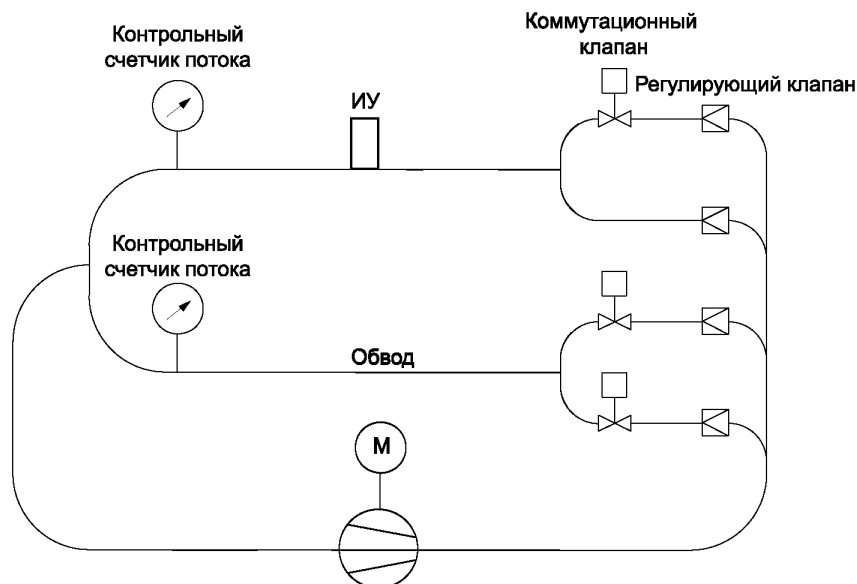 Коммутационный
клапан
Контрольный
счетчик потока
Регулирующий клапан
ИУ
Контрольный
счетчик потока
Обвод
М